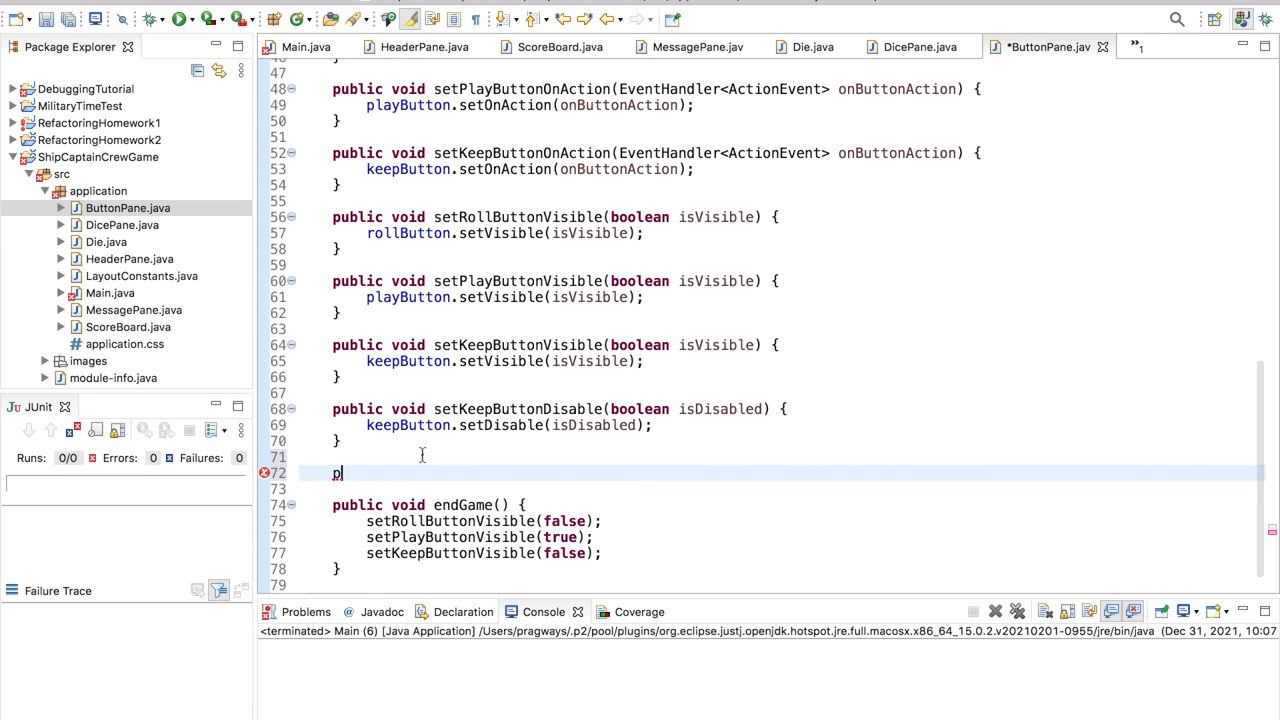 Package Explorer
Main.java
HeaderPane.java
ScoreBoard.java
MessagePane.jav
Die.java
DicePane.java
*ButtonPane.jav
»1
DebuggingTutorial
MilitaryTimeTest
RefactoringHomework1
RefactoringHomework2
ShipCaptainCrewGame
src
application
ButtonPane.java
DicePane.java
Die.java
HeaderPane.java
LayoutConstants.java
Main.java
MessagePane.java
ScoreBoard.java
application.css
images
module-info.java
JUnit
Runs: 0/0 Errors: 0 Failures: 0
Failure Trace
47
48 public void setPlayButtonOnAction(EventHandler<ActionEvent> onButtonAction) {
49 playButton.setOnAction(onButtonAction);
50 }
51
52 public void setKeepButtonOnAction(EventHandler<ActionEvent> onButtonAction) {
53 keepButton.setOnAction(onButtonAction);
54 }
55
56 public void setRollButtonVisible(boolean isVisible) {
57 rollButton.setVisible(isVisible);
58 }
59
60 public void setPlayButtonVisible(boolean isVisible) {
61 playButton.setVisible(isVisible);
62 }
63
64 public void setKeepButtonVisible(boolean isVisible) {
65 keepButton.setVisible(isVisible);
66 }
67
68 public void setKeepButtonDisable(boolean isDisabled) {
69 keepButton.setDisable(isDisabled);
70 }
71
72 p
73
74 public void endGame() {
75 setRollButtonVisible(false);
76 setPlayButtonVisible(true);
77 setKeepButtonVisible(false);
78 }
79
Problems @ Javadoc Declaration Console Coverage
<terminated> Main (6) [Java Application] /Users/pragways/.p2/pool/plugins/org.eclipse.justj.openjdk.hotspot.jre.full.macosx.x86_64_15.0.2.v20210201-0955/jre/bin/java (Dec 31, 2021, 10:07